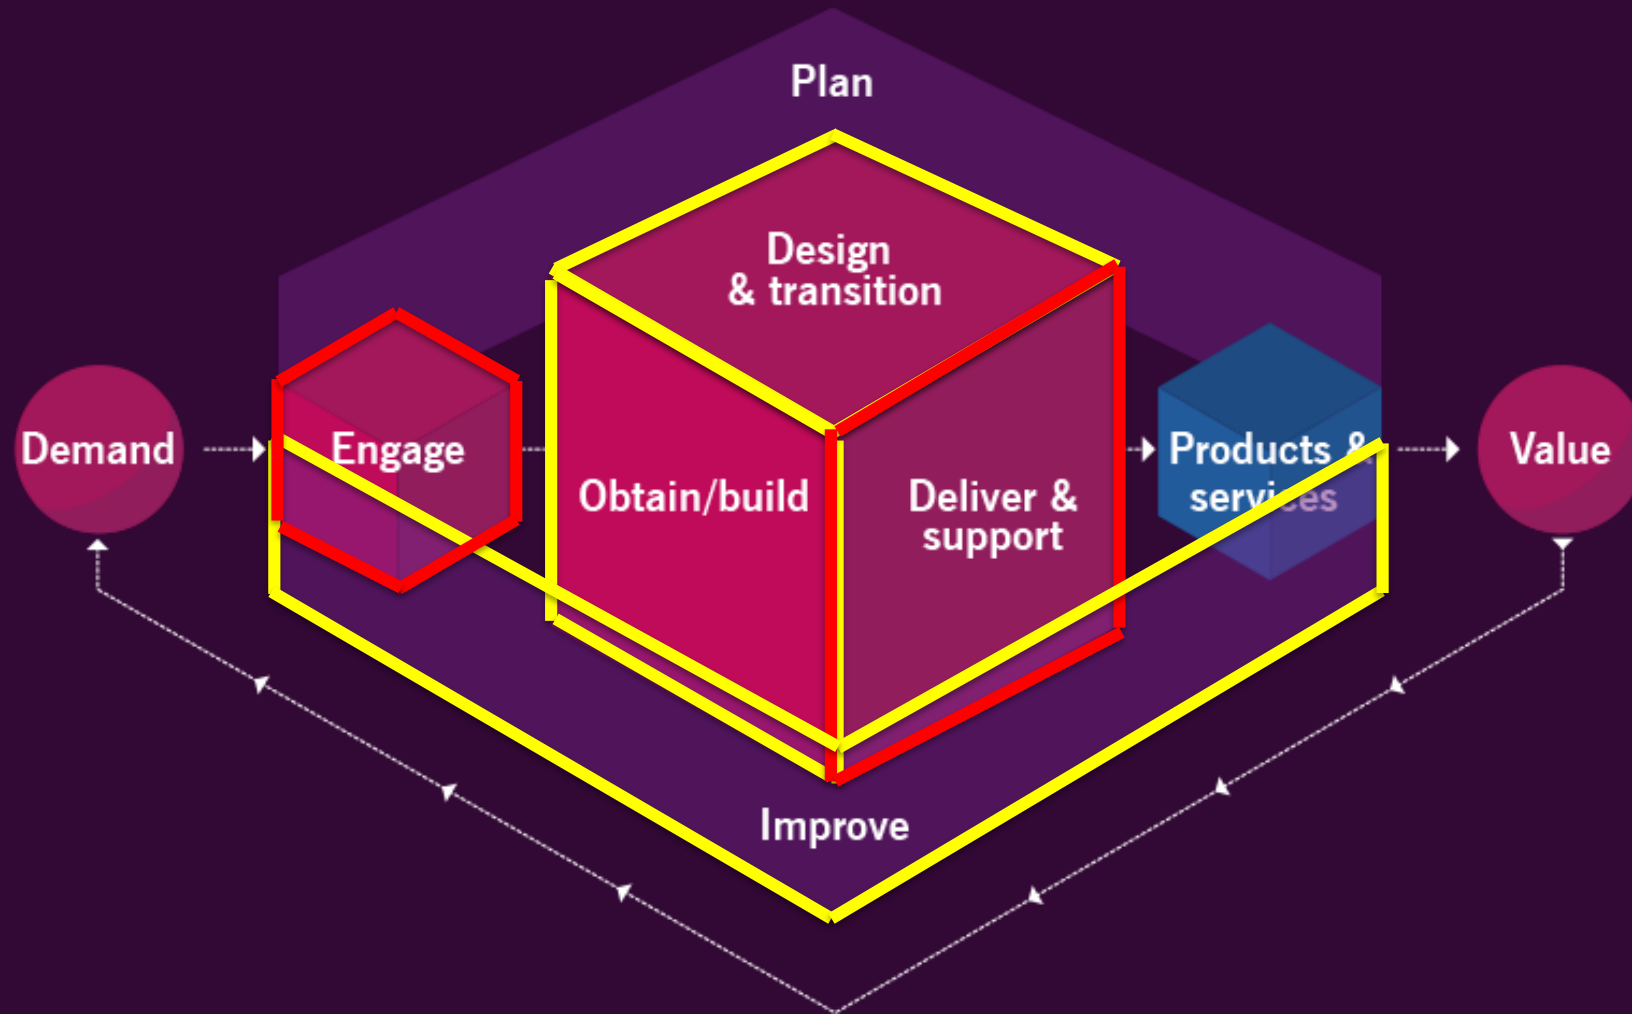 Plan
Design
& transition
Demand
Engage
Obtain/build
Deliver &
support
Products &
services
Value
Improve